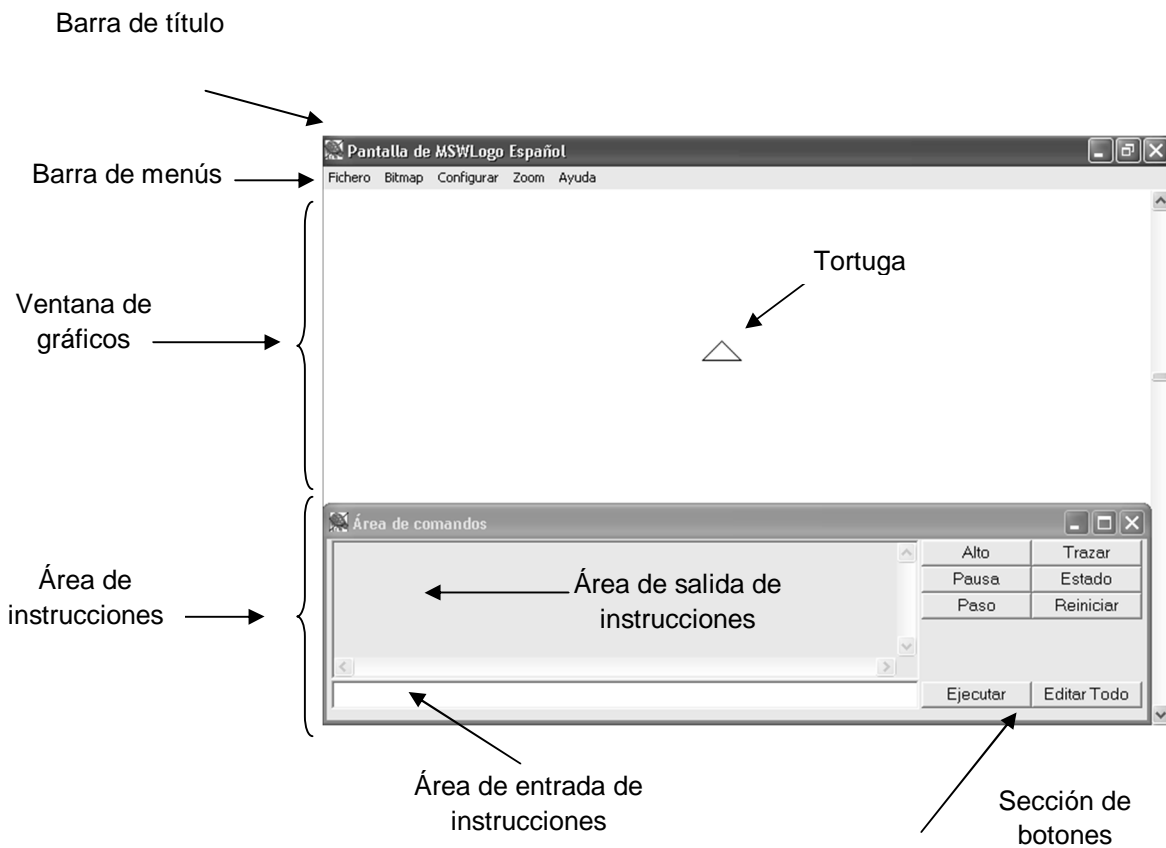 Barra de título
Pantalla de MSWLogo Español
Barra de menús
Fichero Bitmap Configurar Zoom Ayuda
Tortuga
Ventana de
gráficos
Área de comandos
Alto Trazar
Pausa Estado
Paso Reiniciar
Área de
instrucciones
Área de salida de
instrucciones
Ejecutar Editar Todo
Área de entrada de
instrucciones
Sección de
botones